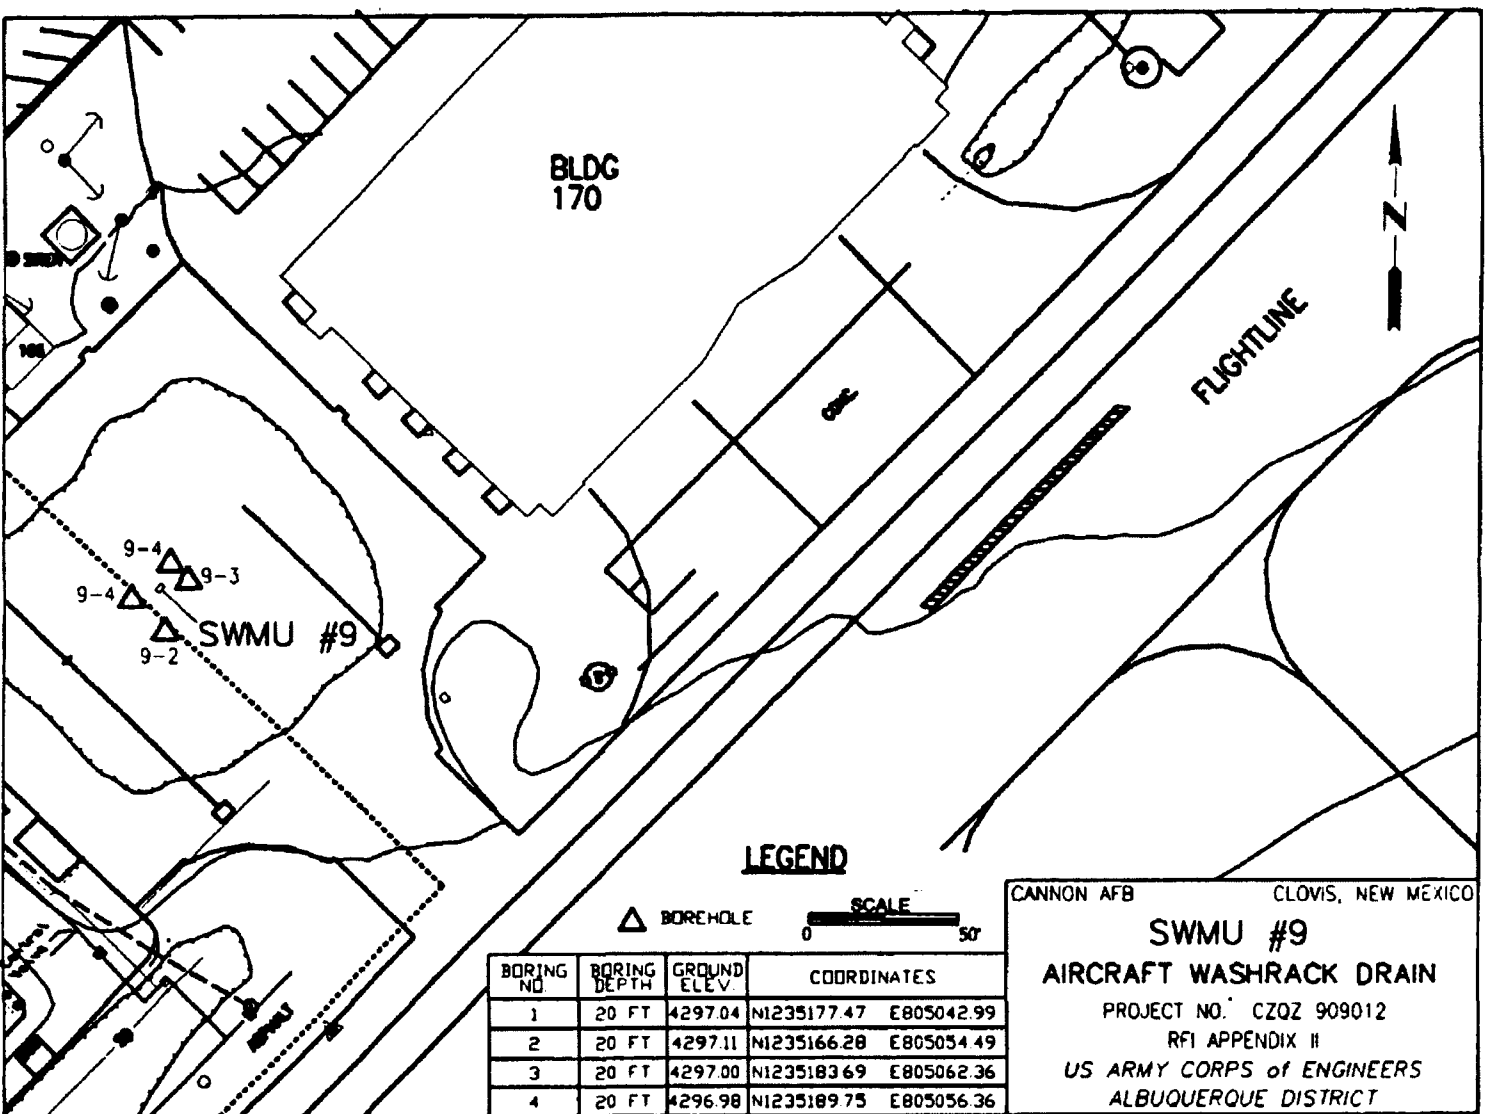 BLDG
170
N
FLIGHTLINE
CONC.
9-4
9-3
9-4
9-2
SWMU #9
LEGEND
BOREHOLE
SCALE
0 50'
BORING NO. BORING DEPTH GROUND ELEV. COORDINATES
1 20 FT 4297.04 N1235177.47 E805042.99
2 20 FT 4297.11 N1235166.28 E805054.49
3 20 FT 4297.00 N1235183.69 E805062.36
4 20 FT 4296.98 N1235189.75 E805056.36
CANNON AFB CLOVIS, NEW MEXICO
SWMU #9
AIRCRAFT WASHRACK DRAIN
PROJECT NO. CZQZ 909012
RFI APPENDIX II
US ARMY CORPS of ENGINEERS
ALBUQUERQUE DISTRICT
ASPHALT